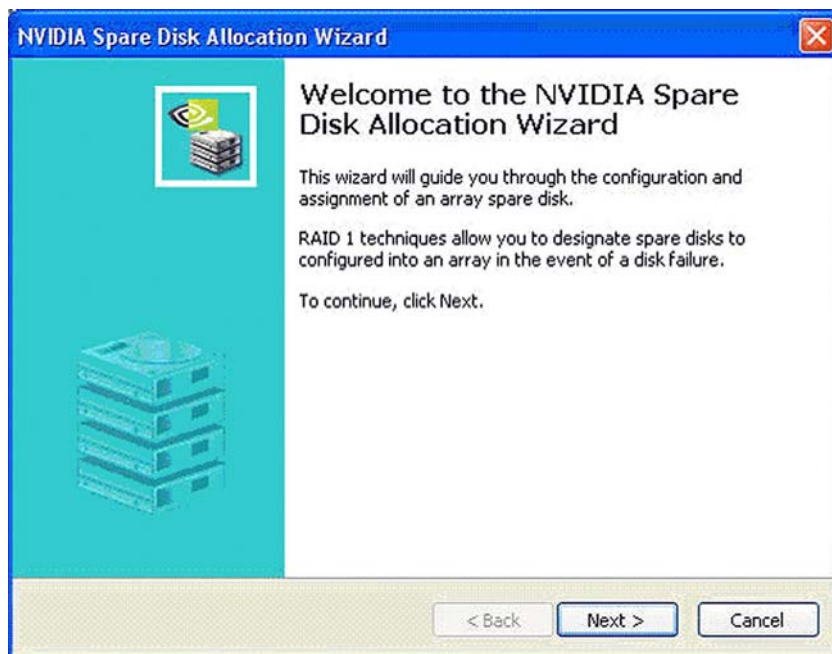 NVIDIA Spare Disk Allocation Wizard
Welcome to the NVIDIA Spare
Disk Allocation Wizard
This wizard will guide you through the configuration and
assignment of an array spare disk.
RAID 1 techniques allow you to designate spare disks to
configured into an array in the event of a disk failure.
To continue, click Next.
< Back
Next >
Cancel